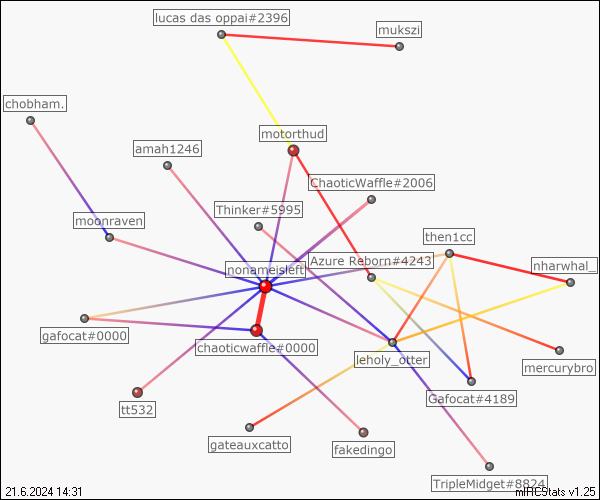 lucas das oppai#2396
mukszi
chobham.
motorthud
amah1246
ChaoticWaffle#2006
Thinker#5995
moonraven
then1cc
Azure Reborn#4243
nonameisleft
nharwhal_
gafocat#0000
chaoticwaffle#0000
leholy_otter
mercurybro
Gafocat#4189
tt532
gateauxcatto
fakedingo
TripleMidget#8824
21.6.2024 14:31
mIRCStats v1.25